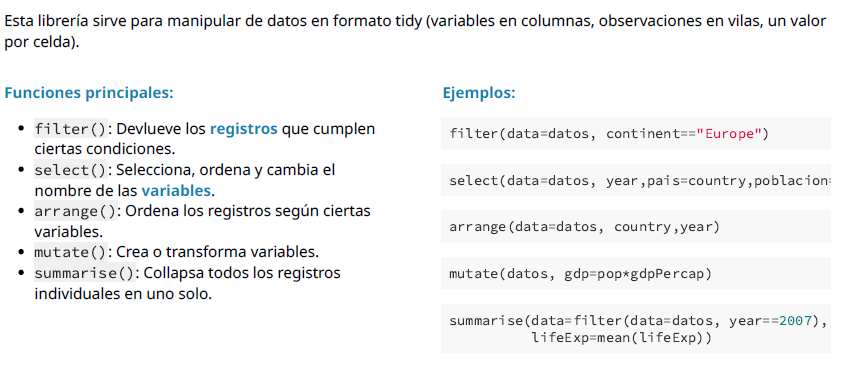 Esta librería sirve para manipular de datos en formato tidy (variables en columnas, observaciones en vilas, un valor
por celda).
Funciones principales:
• filter(): Devlueve los registros que cumplen
ciertas condiciones.
• select(): Selecciona, ordena y cambia el
nombre de las variables.
• arrange(): Ordena los registros según ciertas
variables.
• mutate(): Crea o transforma variables.
• summarise(): Collapsa todos los registros
individuales en uno solo.
Ejemplos:
filter(data=datos, continent=="Europe")
select(data=datos, year,pais=country,poblacion=
arrange(data=datos, country,year)
mutate(datos, gdp=pop*gdpPercap)
summarise(data=filter(data=datos, year==2007),
lifeExp=mean(lifeExp))